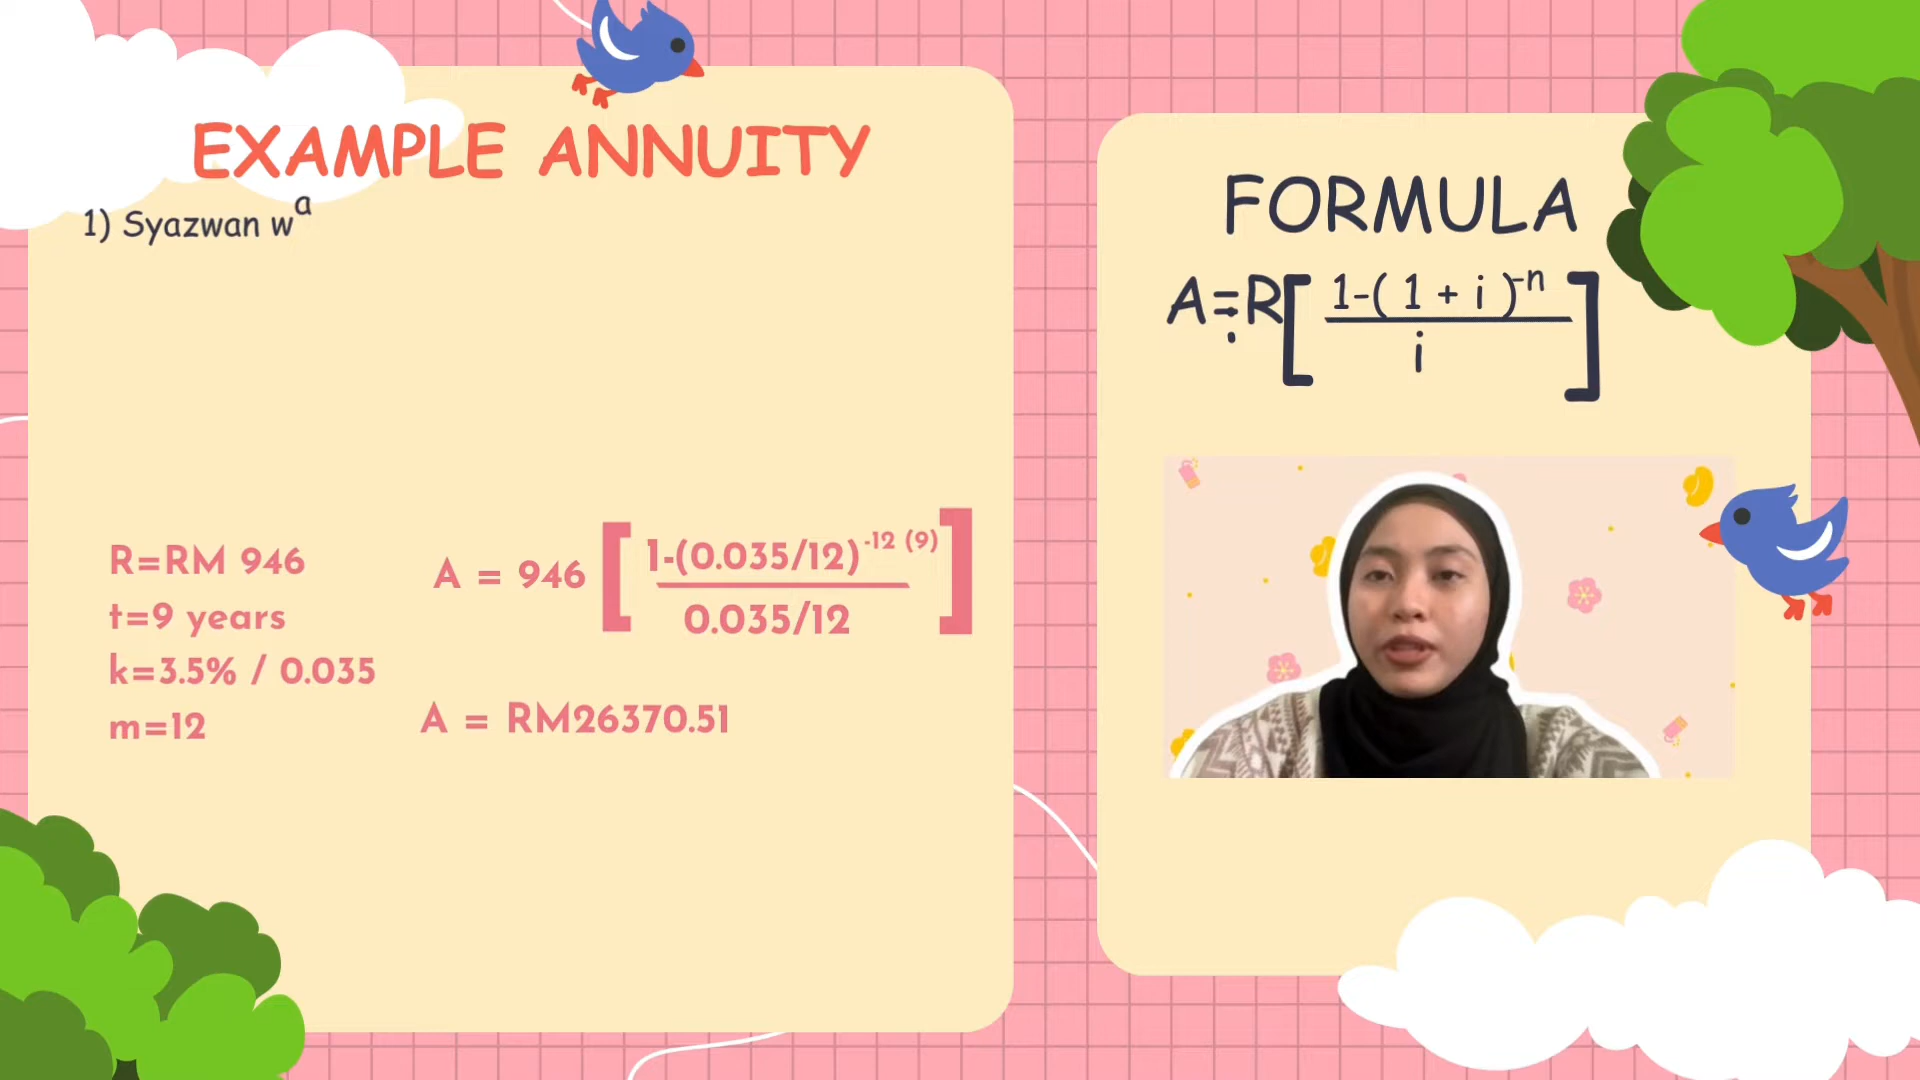 EXAMPLE ANNUITY
1) Syazwan wa
R=RM 946
t=9 years
k=3.5% / 0.035
m=12
A = 946 [ 1-(0.035/12)^-12 (9)
0.035/12 ]
A = RM26370.51
FORMULA
A = R [ 1-( 1 + i )^-n
i ]